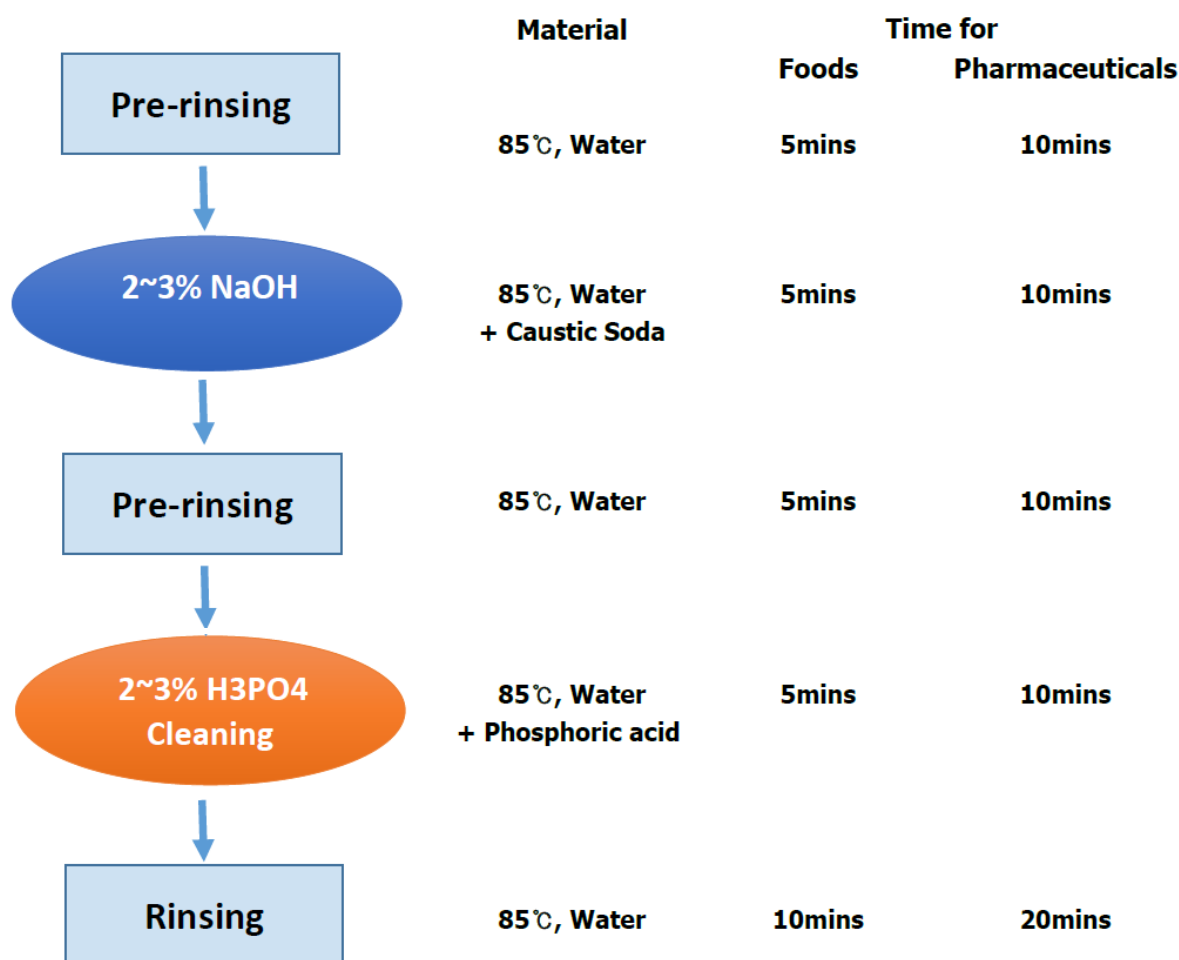 Material Time for
Foods Pharmaceuticals
Pre-rinsing
85℃, Water 5mins 10mins
2~3% NaOH
85℃, Water 5mins 10mins
+ Caustic Soda
Pre-rinsing
85℃, Water 5mins 10mins
2~3% H3PO4
Cleaning
85℃, Water 5mins 10mins
+ Phosphoric acid
Rinsing
85℃, Water 10mins 20mins